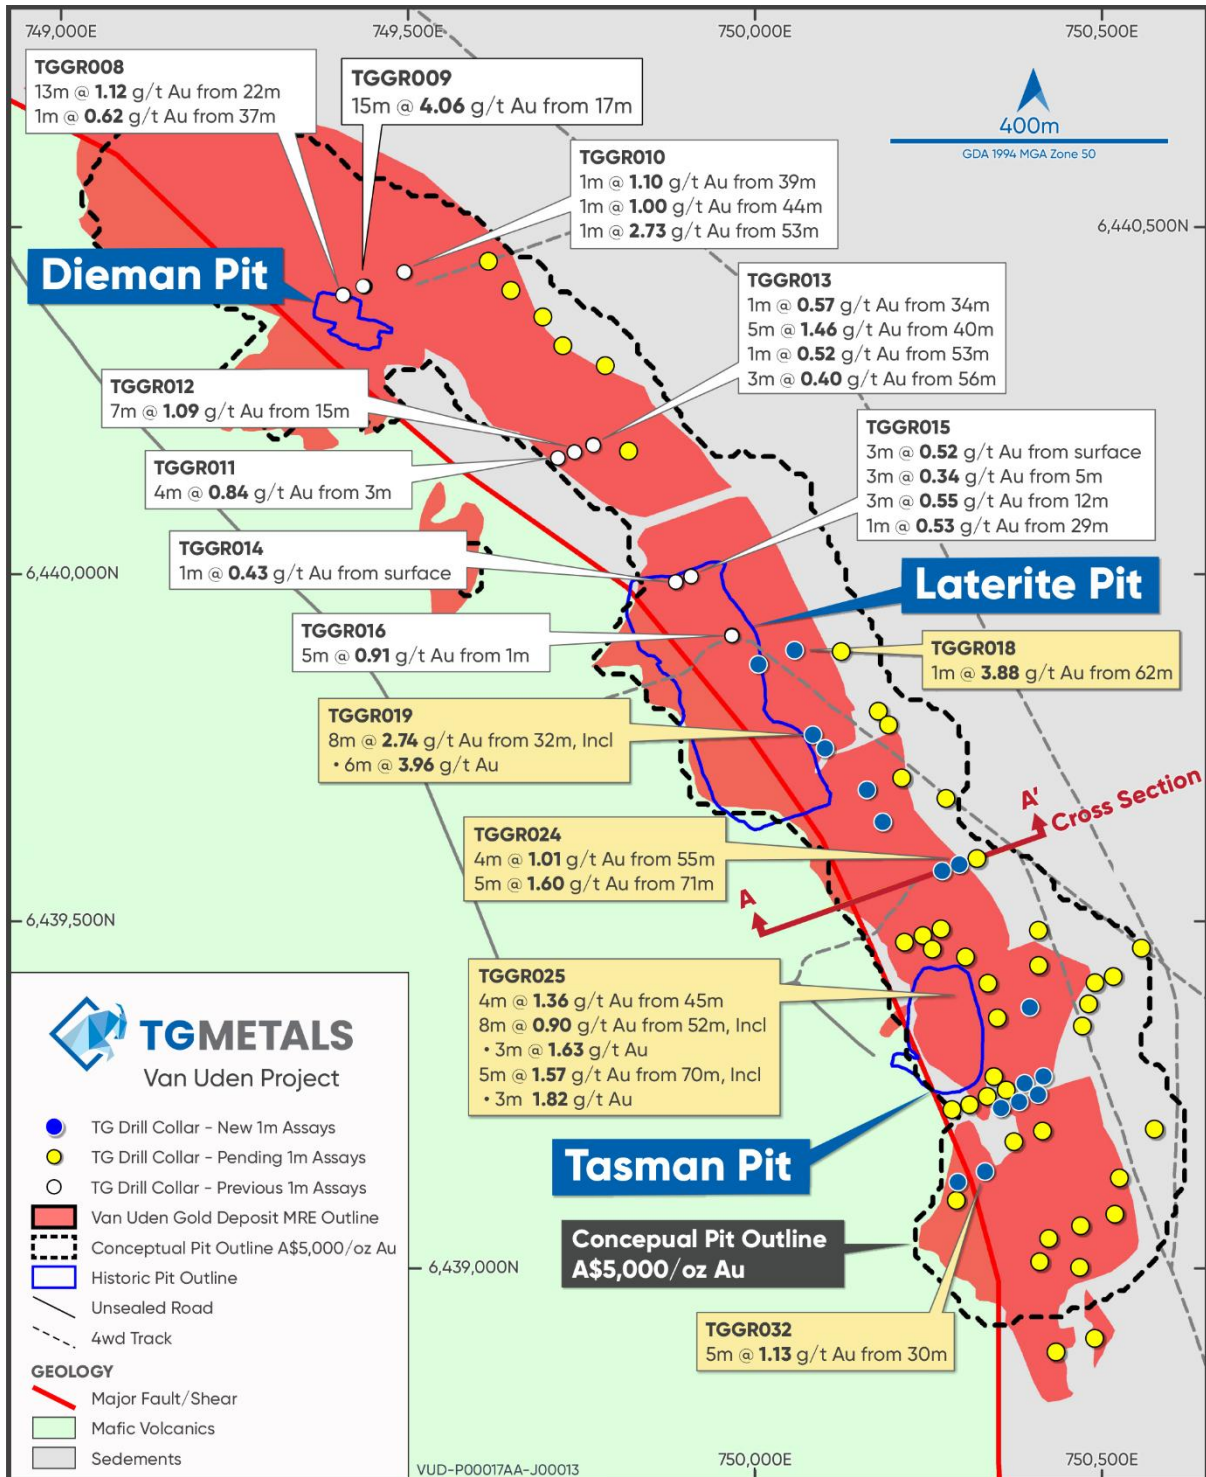 749,000E
749,500E
750,000E
750,500E
TGGR008
13m @ 1.12 g/t Au from 22m
1m @ 0.62 g/t Au from 37m
TGGR009
15m @ 4.06 g/t Au from 17m
400m
GDA 1994 MGA Zone 50
TGGR010
1m @ 1.10 g/t Au from 39m
1m @ 1.00 g/t Au from 44m
1m @ 2.73 g/t Au from 53m
6,440,500N
Dieman Pit
TGGR013
1m @ 0.57 g/t Au from 34m
5m @ 1.46 g/t Au from 40m
1m @ 0.52 g/t Au from 53m
3m @ 0.40 g/t Au from 56m
TGGR012
7m @ 1.09 g/t Au from 15m
TGGR015
3m @ 0.52 g/t Au from surface
3m @ 0.34 g/t Au from 5m
3m @ 0.55 g/t Au from 12m
1m @ 0.53 g/t Au from 29m
TGGR011
4m @ 0.84 g/t Au from 3m
TGGR014
1m @ 0.43 g/t Au from surface
6,440,000N
Laterite Pit
TGGR016
5m @ 0.91 g/t Au from 1m
TGGR018
1m @ 3.88 g/t Au from 62m
TGGR019
8m @ 2.74 g/t Au from 32m, Incl
• 6m @ 3.96 g/t Au
A'
Cross Section
TGGR024
4m @ 1.01 g/t Au from 55m
5m @ 1.60 g/t Au from 71m
A
6,439,500N
TGGR025
4m @ 1.36 g/t Au from 45m
8m @ 0.90 g/t Au from 52m, Incl
• 3m @ 1.63 g/t Au
5m @ 1.57 g/t Au from 70m, Incl
• 3m 1.82 g/t Au
Tasman Pit
Concepual Pit Outline
A$5,000/oz Au
6,439,000N
TGGR032
5m @ 1.13 g/t Au from 30m
TGMETALS
Van Uden Project
TG Drill Collar - New 1m Assays
TG Drill Collar - Pending 1m Assays
TG Drill Collar - Previous 1m Assays
Van Uden Gold Deposit MRE Outline
Conceptual Pit Outline A$5,000/oz Au
Historic Pit Outline
Unsealed Road
4wd Track
GEOLOGY
Major Fault/Shear
Mafic Volcanics
Sedements
VUD-P00017AA-J00013
750,000E
750,500E